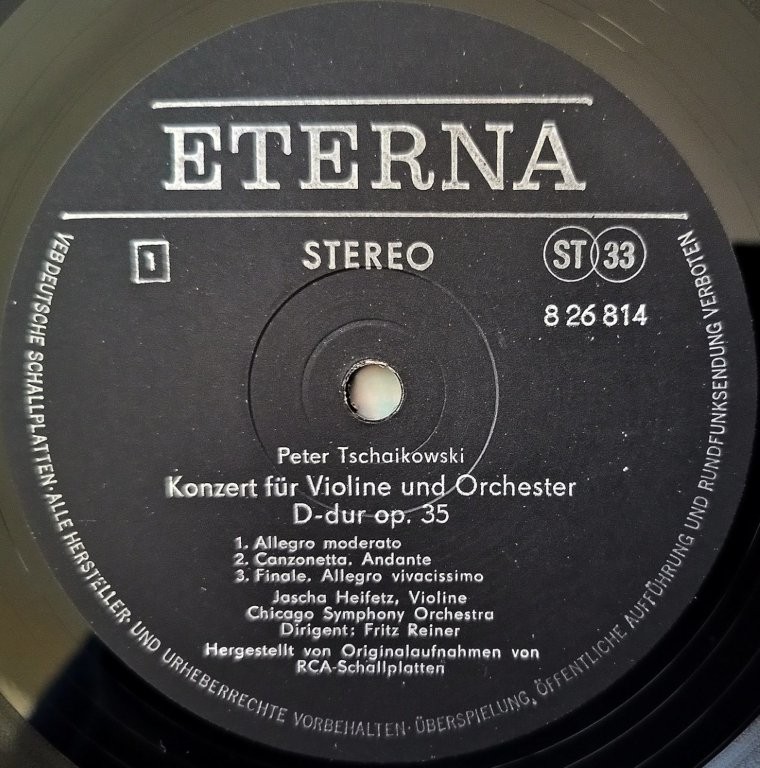 ETERNA
1
STEREO
ST 33
8 26 814
Peter Tschaikowski
Konzert für Violine und Orchester
D-dur op. 35
1. Allegro moderato
2. Canzonetta. Andante
3. Finale. Allegro vivacissimo
Jascha Heifetz, Violine
Chicago Symphony Orchestra
Dirigent: Fritz Reiner
Hergestellt von Originalaufnahmen von
RCA-Schallplatten
VEB DEUTSCHE SCHALLPLATTEN · ALLE HERSTELLER- UND URHEBERRECHTE VORBEHALTEN · ÜBERSPIELUNG, ÖFFENTLICHE AUFFÜHRUNG UND RUNDFUNKSENDUNG VERBOTEN